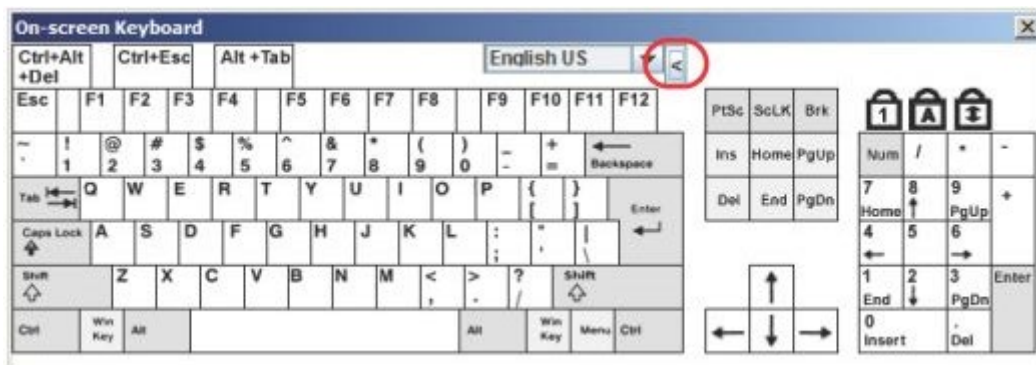 On-screen Keyboard
Ctrl+Alt +Del Ctrl+Esc Alt +Tab English US <
Esc F1 F2 F3 F4 F5 F6 F7 F8 F9 F10 F11 F12 PtSc ScLK Brk 1 A
~ ! @ # $ % ^ & * ( ) _ +
` 1 2 3 4 5 6 7 8 9 0 - = Backspace Ins Home PgUp Num / * -
Tab Q W E R T Y U I O P { [ } ] Enter Del End PgDn 7 Home 8 9 PgUp +
Caps Lock A S D F G H J K L : ; " ' | \ 4 5 6
Shift Z X C V B N M < , > . ? / Shift 1 End 2 3 PgDn Enter
Ctrl Win Key Alt Alt Win Key Menu Ctrl 0 Insert . Del